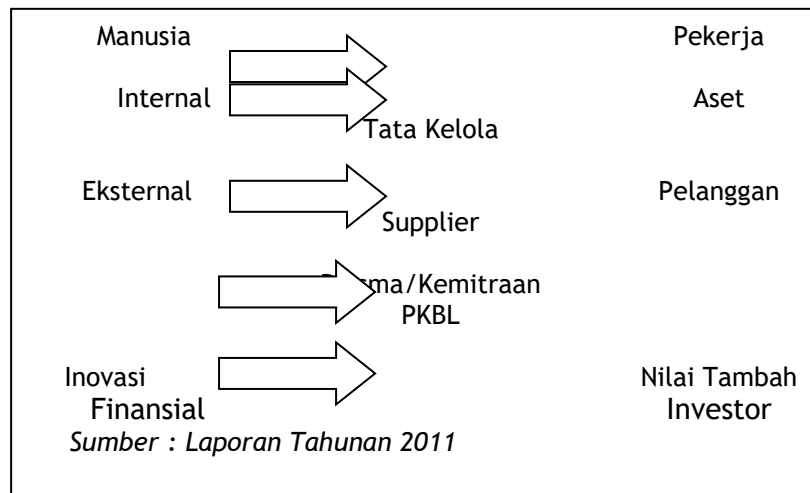 Manusia Pekerja
Internal Aset
Tata Kelola
Eksternal Pelanggan
Supplier
/Kemitraan
PKBL
Inovasi Nilai Tambah
Finansial Investor
Sumber : Laporan Tahunan 2011